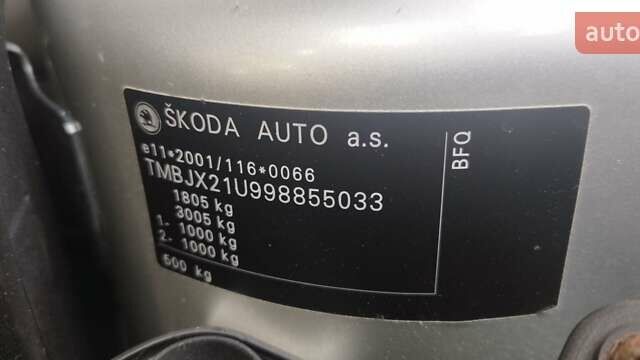 auto
ŠKODA AUTO a.s.
e11*2001/116*0066
TMBJX21U998855033
1805 kg
3005 kg
1. 1000 kg
2. 1000 kg
600 kg
BFQ